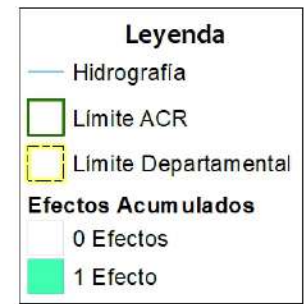 Leyenda
Hidrografía
Límite ACR
Límite Departamental
Efectos Acumulados
0 Efectos
1 Efecto